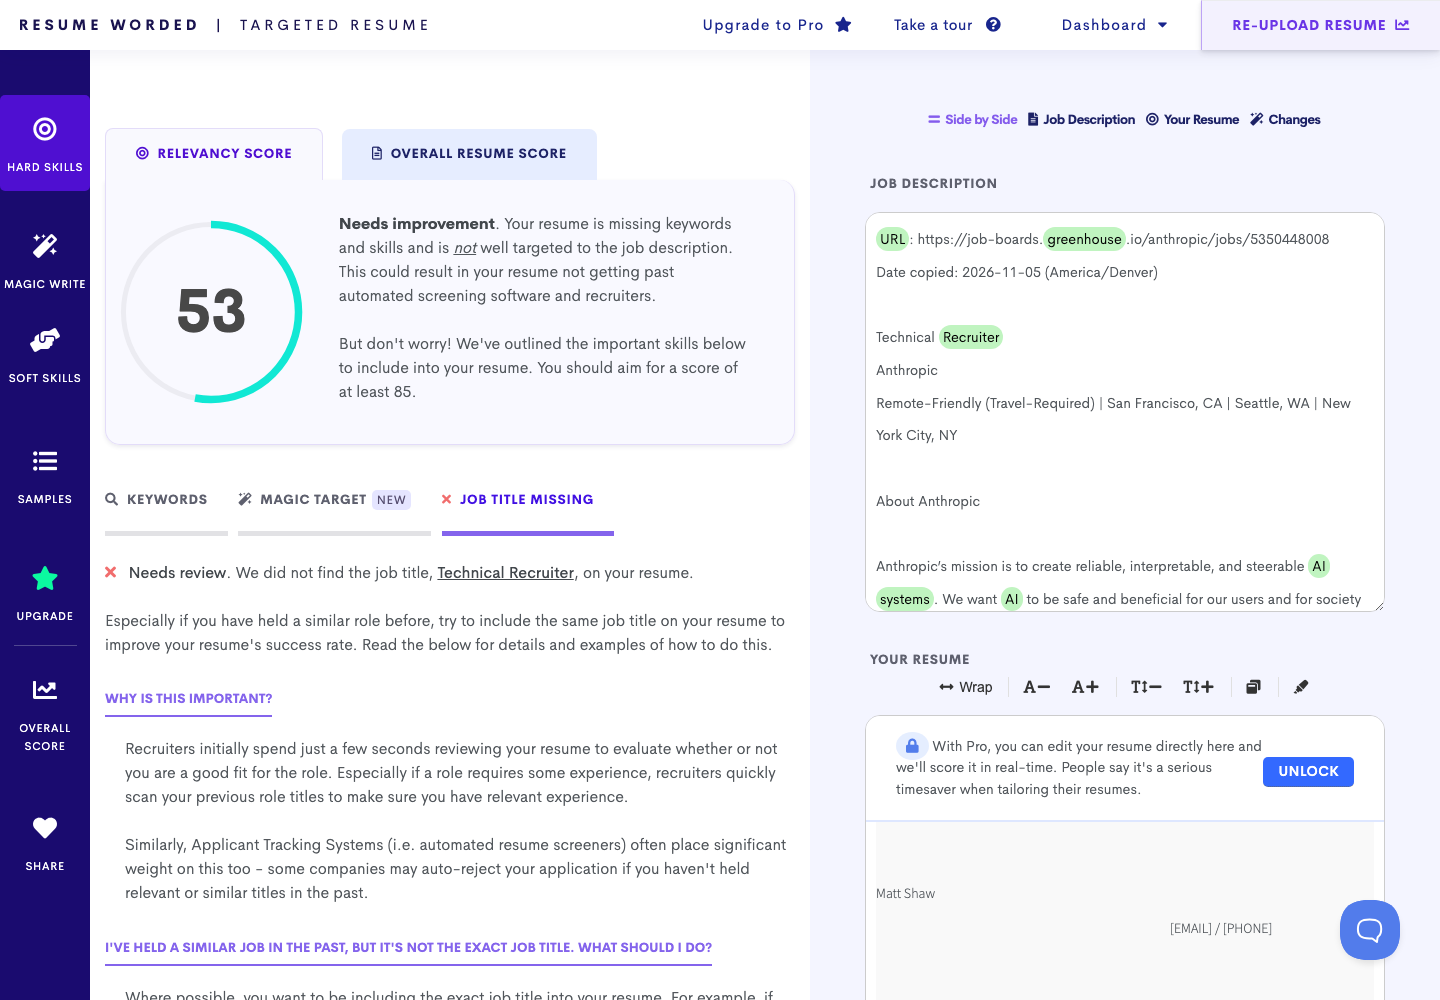 RESUME WORDED | TARGETED RESUME
Upgrade to Pro
Take a tour
Dashboard
RE-UPLOAD RESUME
HARD SKILLS
MAGIC WRITE
SOFT SKILLS
SAMPLES
UPGRADE
OVERALL
SCORE
SHARE
RELEVANCY SCORE
OVERALL RESUME SCORE
53
Needs improvement. Your resume is missing keywords
and skills and is not well targeted to the job description.
This could result in your resume not getting past
automated screening software and recruiters.
But don't worry! We've outlined the important skills below
to include into your resume. You should aim for a score of
at least 85.
KEYWORDS
MAGIC TARGET NEW
JOB TITLE MISSING
Needs review. We did not find the job title, Technical Recruiter, on your resume.
Especially if you have held a similar role before, try to include the same job title on your resume to
improve your resume's success rate. Read the below for details and examples of how to do this.
WHY IS THIS IMPORTANT?
Recruiters initially spend just a few seconds reviewing your resume to evaluate whether or not
you are a good fit for the role. Especially if a role requires some experience, recruiters quickly
scan your previous role titles to make sure you have relevant experience.
Similarly, Applicant Tracking Systems (i.e. automated resume screeners) often place significant
weight on this too - some companies may auto-reject your application if you haven't held
relevant or similar titles in the past.
I'VE HELD A SIMILAR JOB IN THE PAST, BUT IT'S NOT THE EXACT JOB TITLE. WHAT SHOULD I DO?
Where possible, you want to be including the exact job title into your resume. For example, if
Side by Side
Job Description
Your Resume
Changes
JOB DESCRIPTION
URL: https://job-boards.greenhouse.io/anthropic/jobs/5350448008
Date copied: 2026-11-05 (America/Denver)
Technical Recruiter
Anthropic
Remote-Friendly (Travel-Required) | San Francisco, CA | Seattle, WA | New
York City, NY
About Anthropic
Anthropic’s mission is to create reliable, interpretable, and steerable AI
systems. We want AI to be safe and beneficial for our users and for society
YOUR RESUME
Wrap
A
A
T
T
With Pro, you can edit your resume directly here and
we'll score it in real-time. People say it's a serious
timesaver when tailoring their resumes.
UNLOCK
Matt Shaw
[EMAIL] / [PHONE]